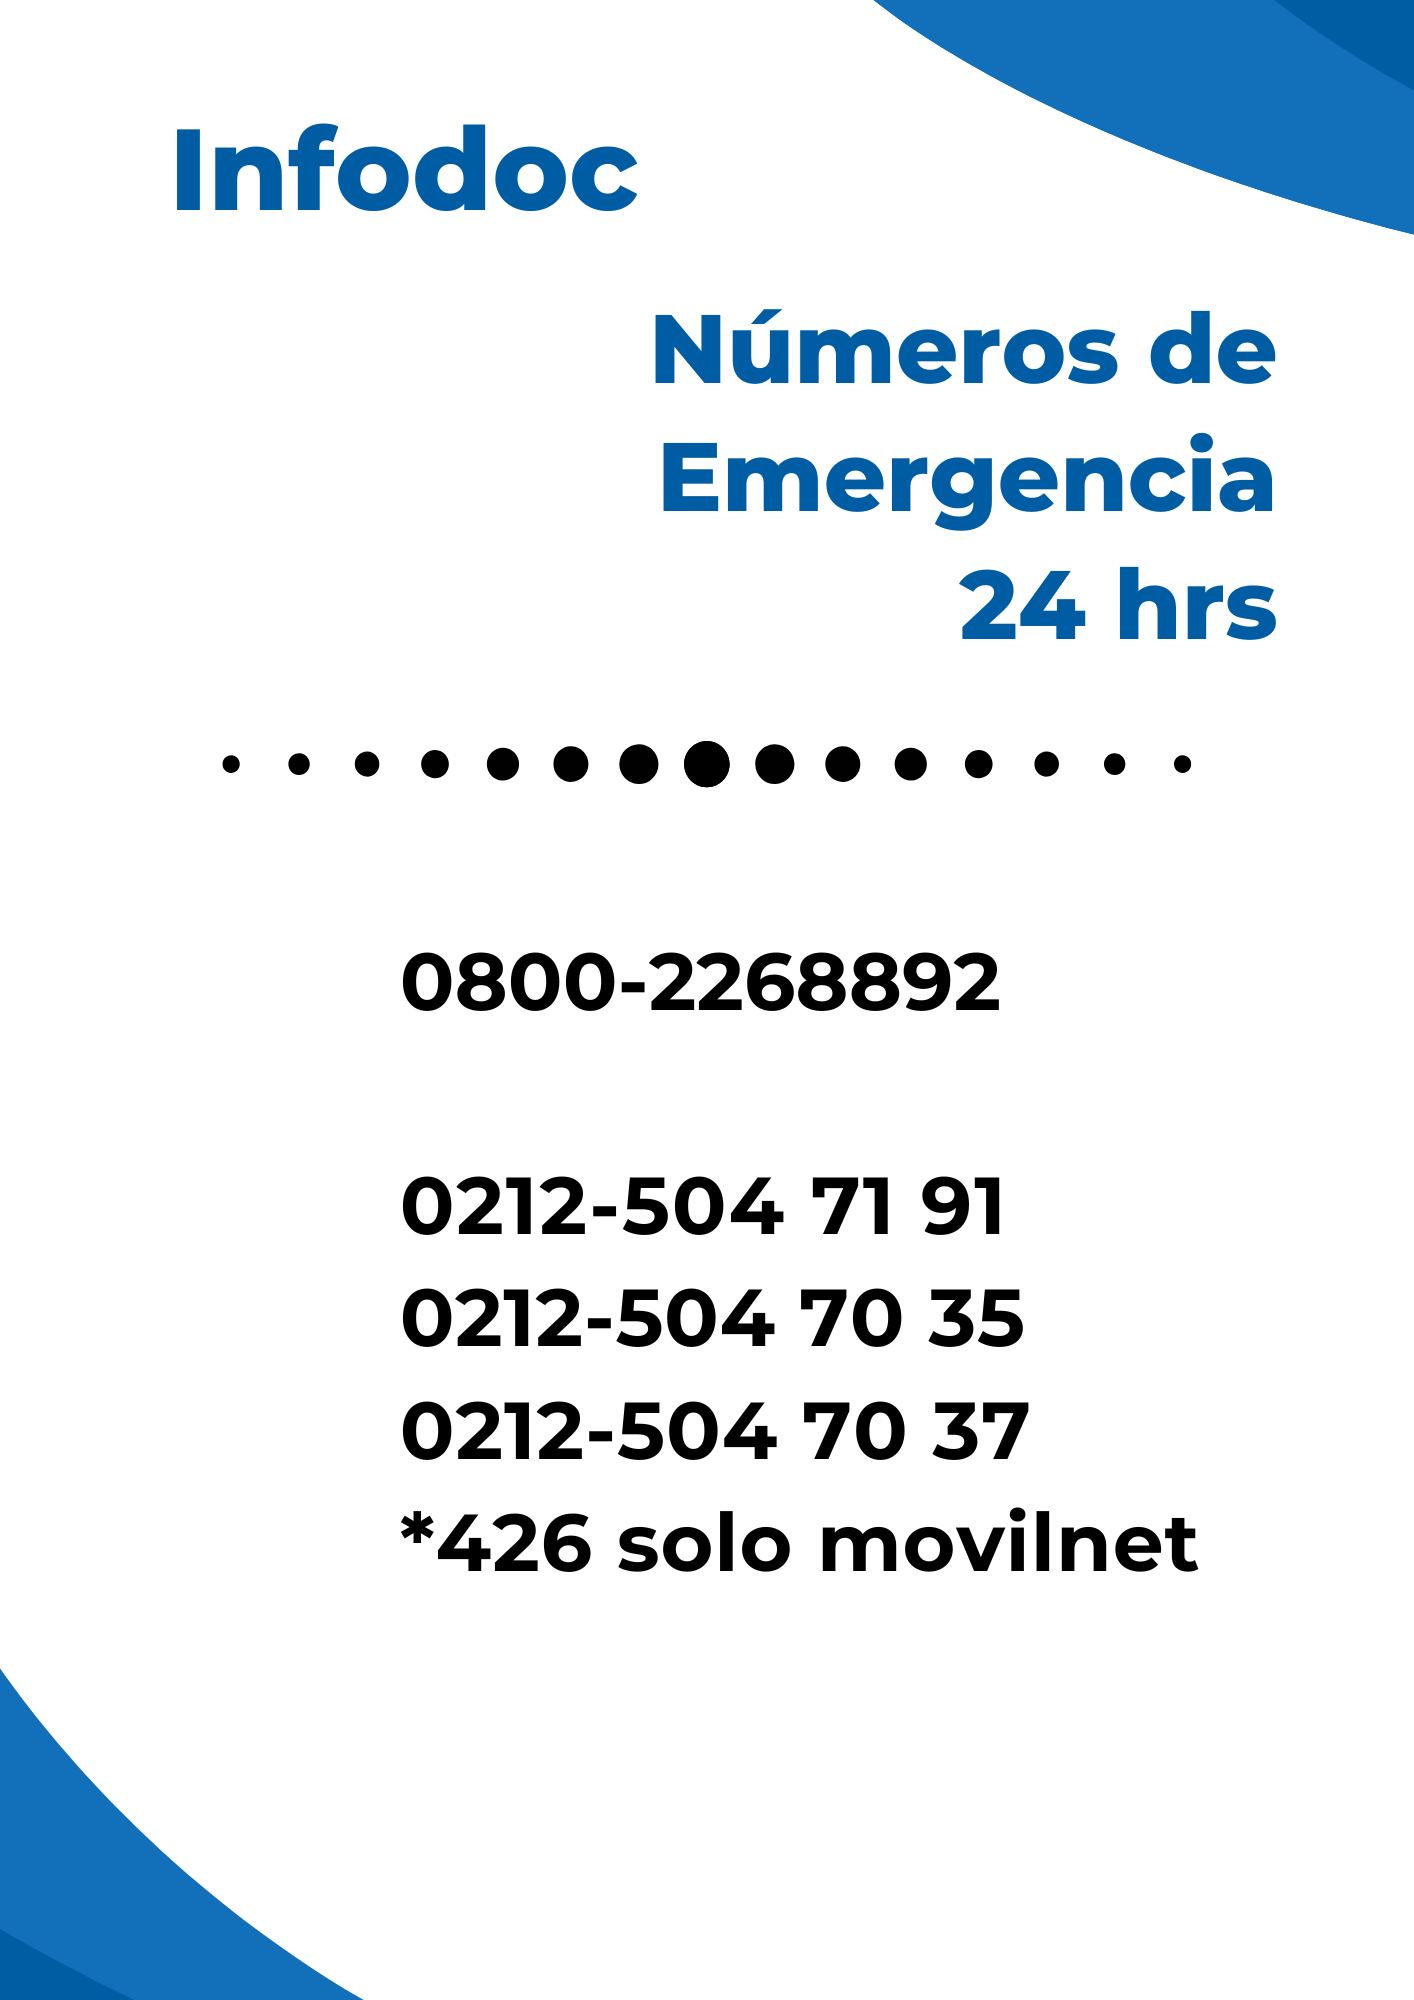 Infodoc
Números de
Emergencia
24 hrs
0800-2268892
0212-504 71 91
0212-504 70 35
0212-504 70 37
*426 solo movilnet